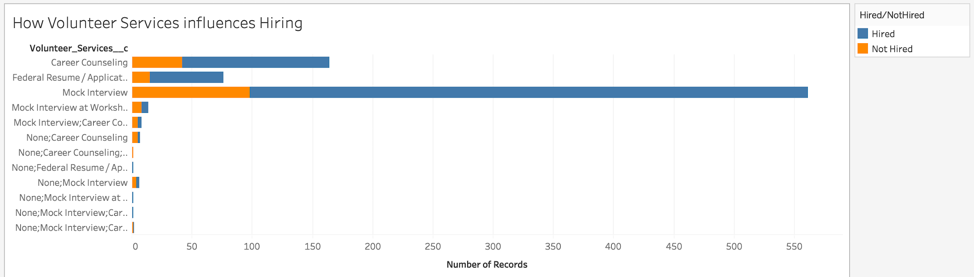 How Volunteer Services influences Hiring
Hired/NotHired
Hired
Not Hired
Volunteer_Services__c
Career Counseling
Federal Resume / Applicat..
Mock Interview
Mock Interview at Worksh..
Mock Interview;Career Co..
None;Career Counseling
None;Career Counseling;..
None;Federal Resume / Ap..
None;Mock Interview
None;Mock Interview at ..
None;Mock Interview;Car..
None;Mock Interview;Car..
0 50 100 150 200 250 300 350 400 450 500 550
Number of Records